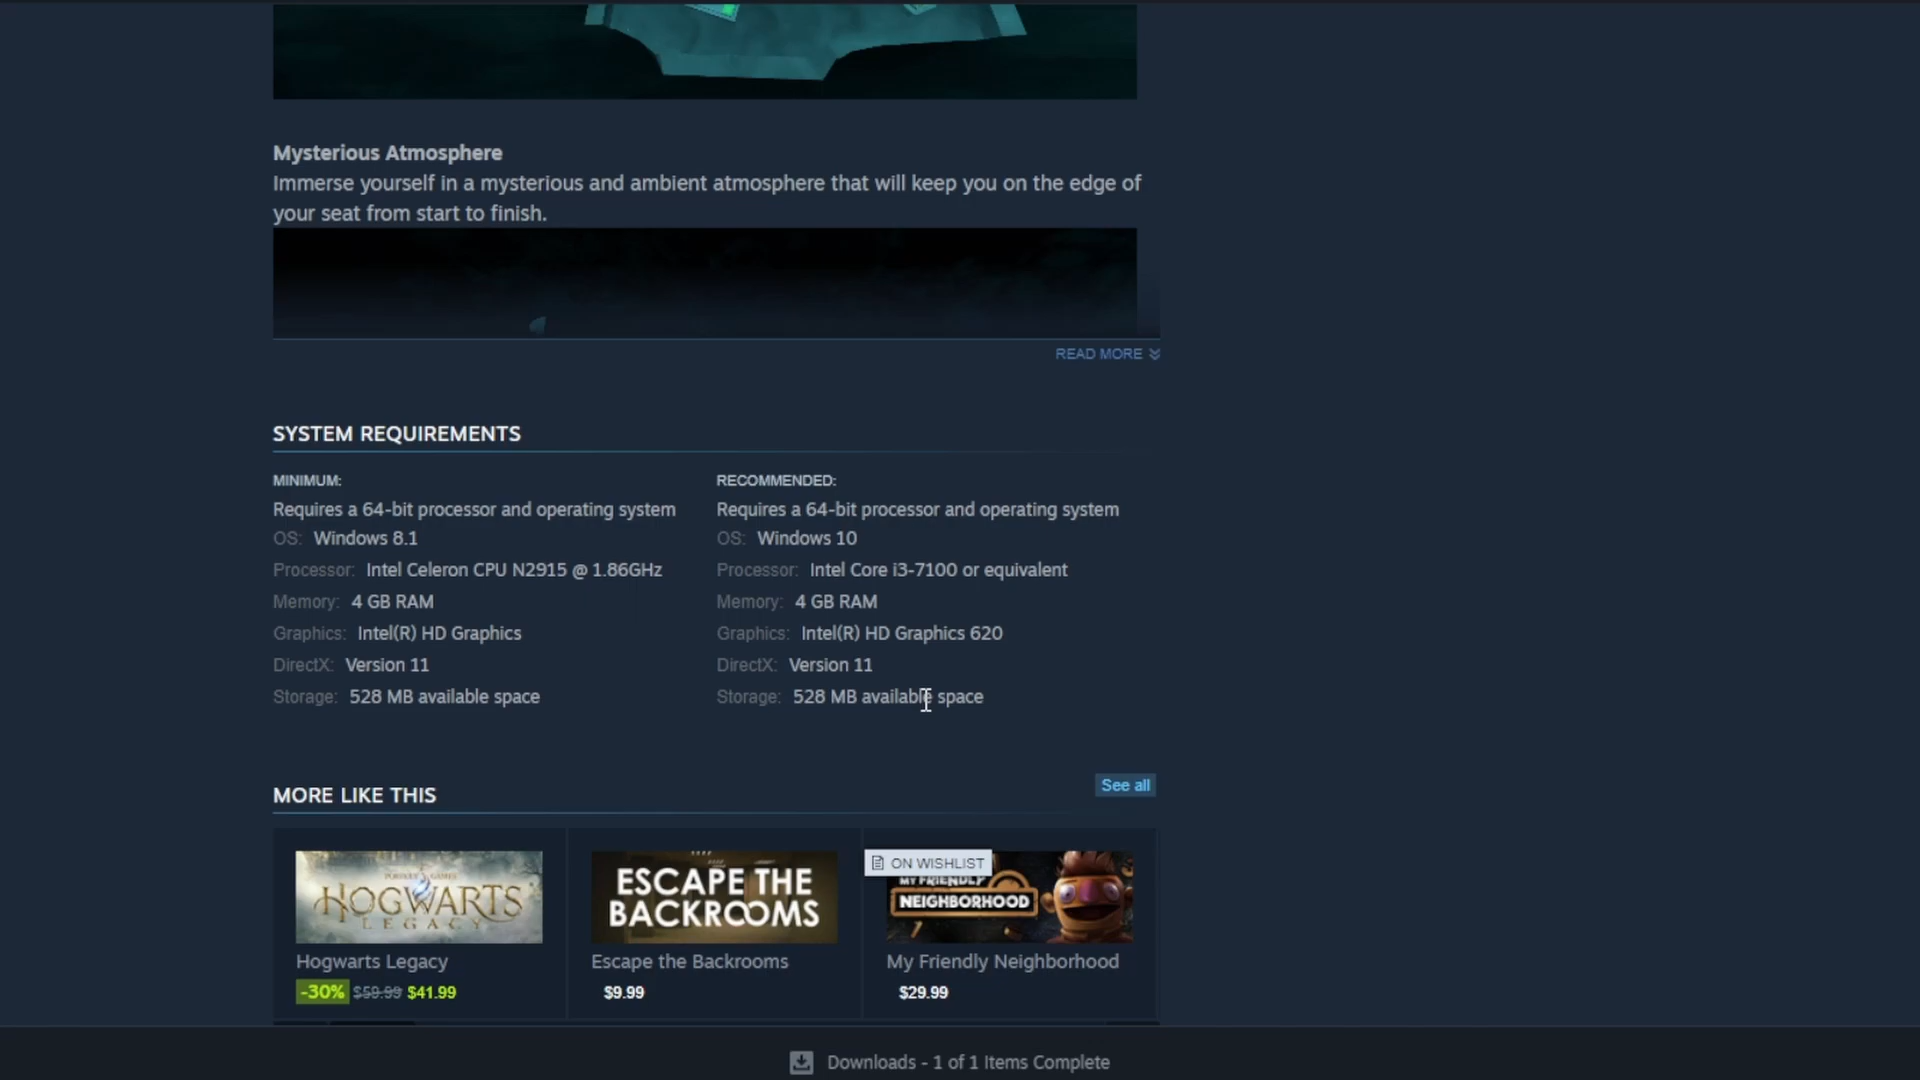 Mysterious Atmosphere
Immerse yourself in a mysterious and ambient atmosphere that will keep you on the edge of
your seat from start to finish.
READ MORE
SYSTEM REQUIREMENTS
MINIMUM:
Requires a 64-bit processor and operating system
OS: Windows 8.1
Processor: Intel Celeron CPU N2915 @ 1.86GHz
Memory: 4 GB RAM
Graphics: Intel(R) HD Graphics
DirectX: Version 11
Storage: 528 MB available space
RECOMMENDED:
Requires a 64-bit processor and operating system
OS: Windows 10
Processor: Intel Core i3-7100 or equivalent
Memory: 4 GB RAM
Graphics: Intel(R) HD Graphics 620
DirectX: Version 11
Storage: 528 MB available space
MORE LIKE THIS
See all
HOGWARTS
LEGACY
Hogwarts Legacy
-30% $59.99 $41.99
ESCAPE THE
BACKROOMS
Escape the Backrooms
$9.99
ON WISHLIST
MY FRIENDLY
NEIGHBORHOOD
My Friendly Neighborhood
$29.99
Downloads - 1 of 1 Items Complete